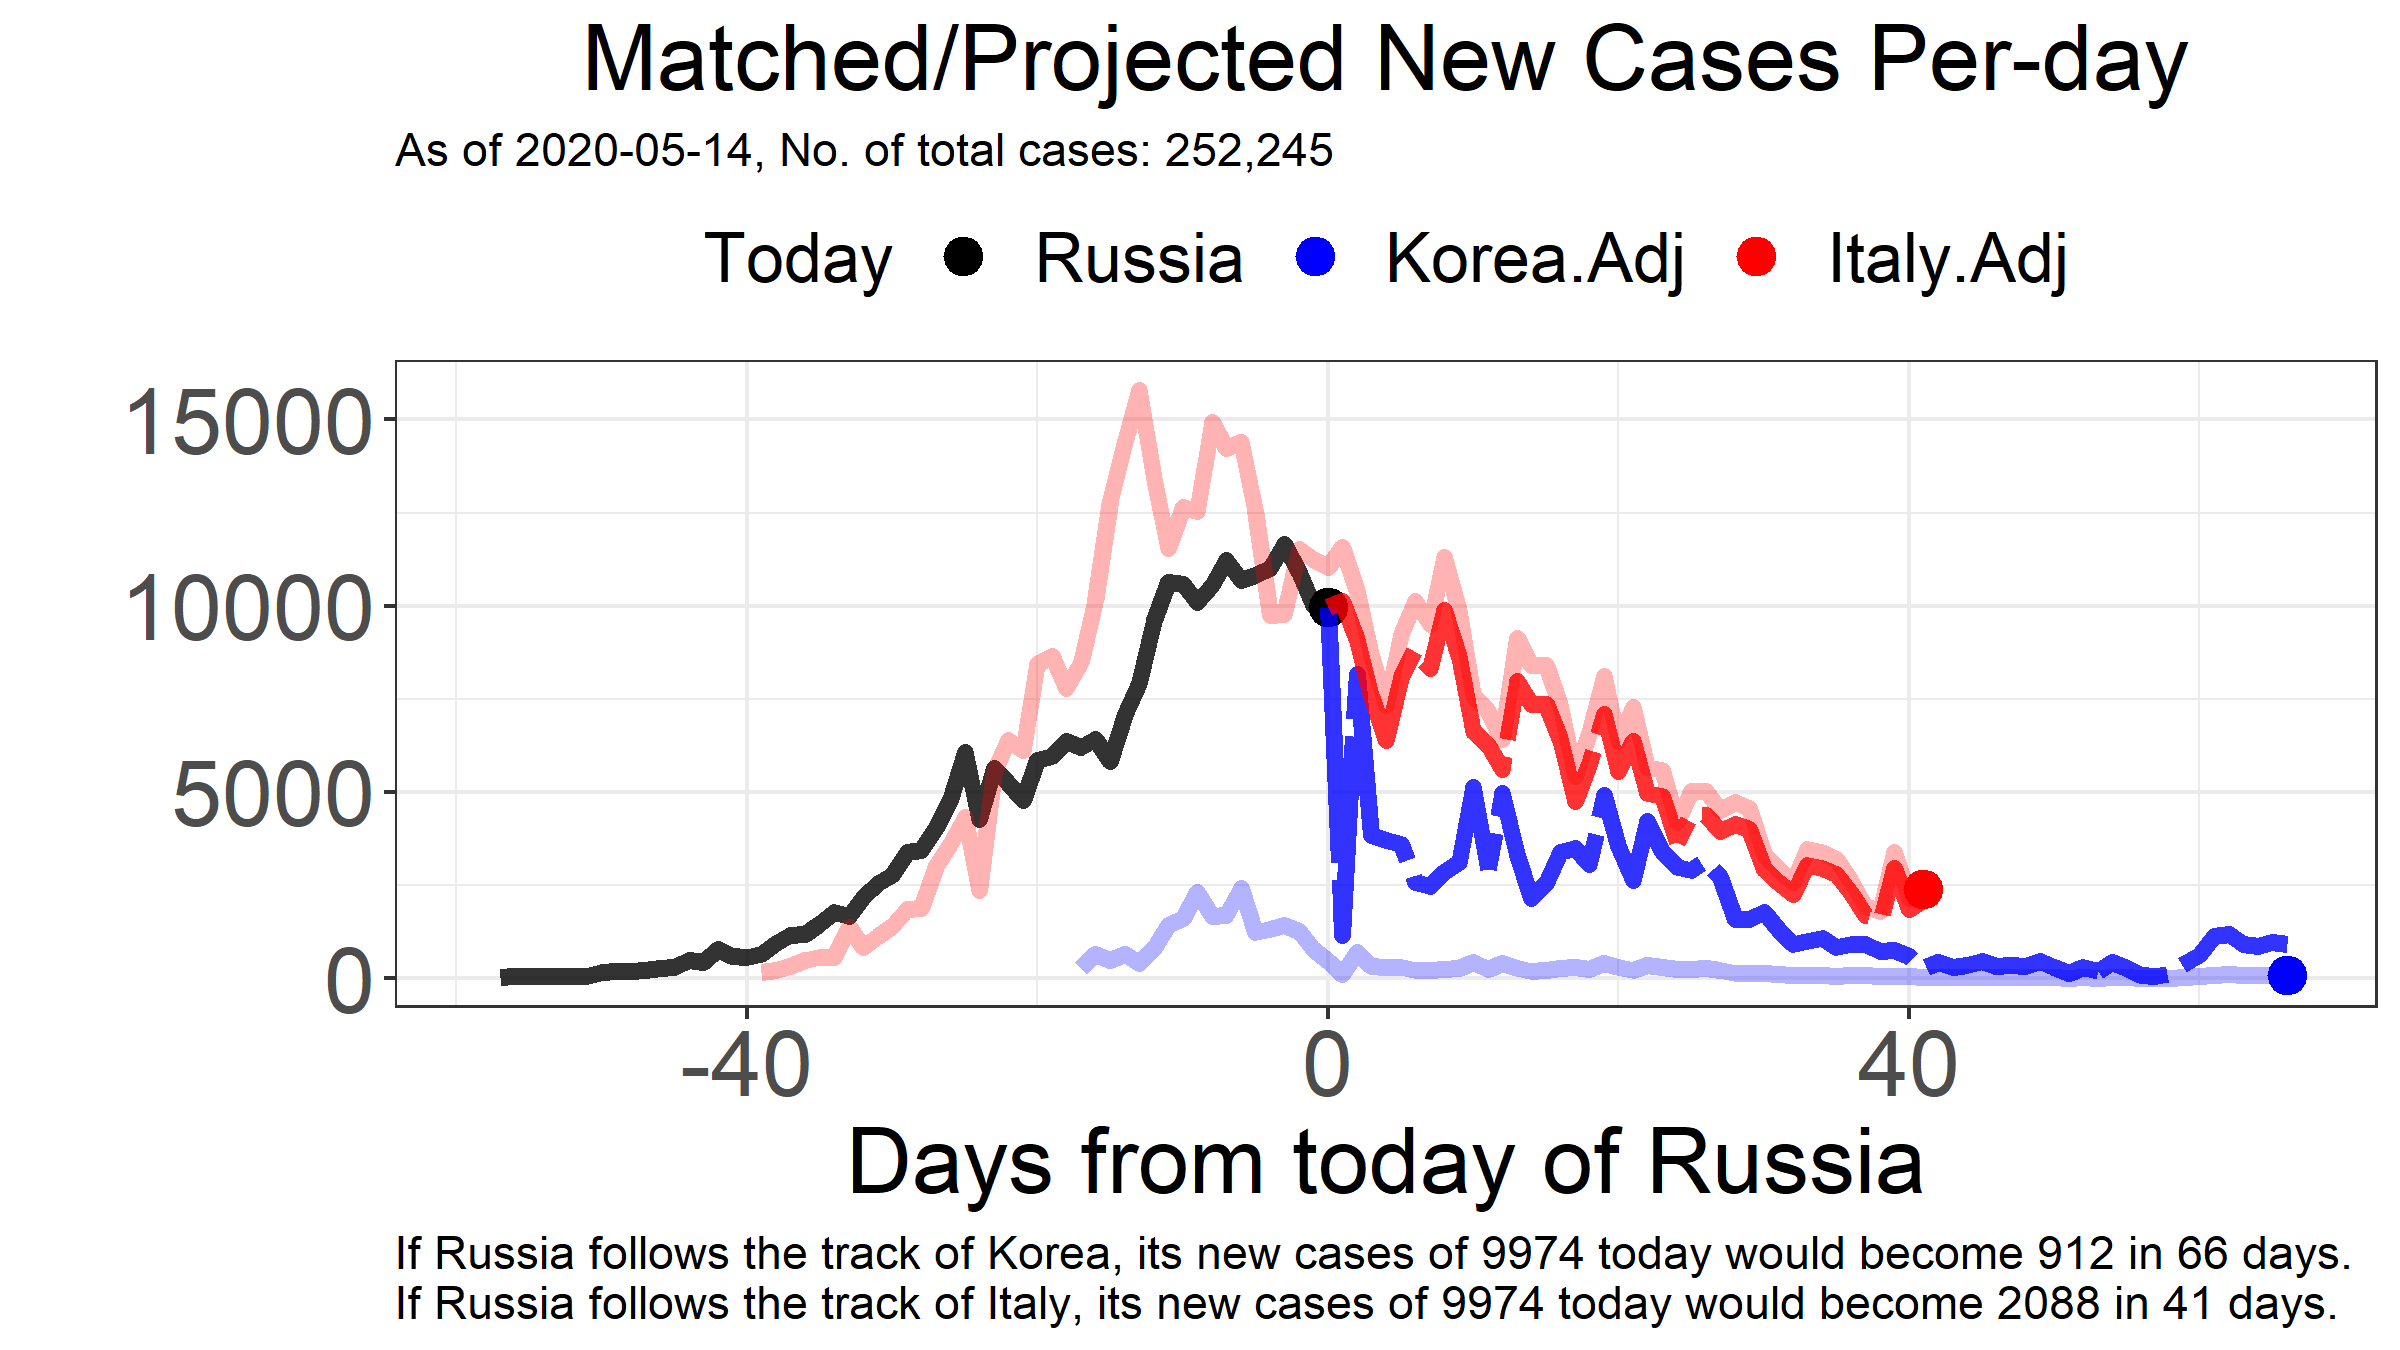 Matched/Projected New Cases Per-day
As of 2020-05-14, No. of total cases: 252,245
Today Russia Korea.Adj Italy.Adj
15000
10000
5000
0
-40 0 40
Days from today of Russia
If Russia follows the track of Korea, its new cases of 9974 today would become 912 in 66 days.
If Russia follows the track of Italy, its new cases of 9974 today would become 2088 in 41 days.